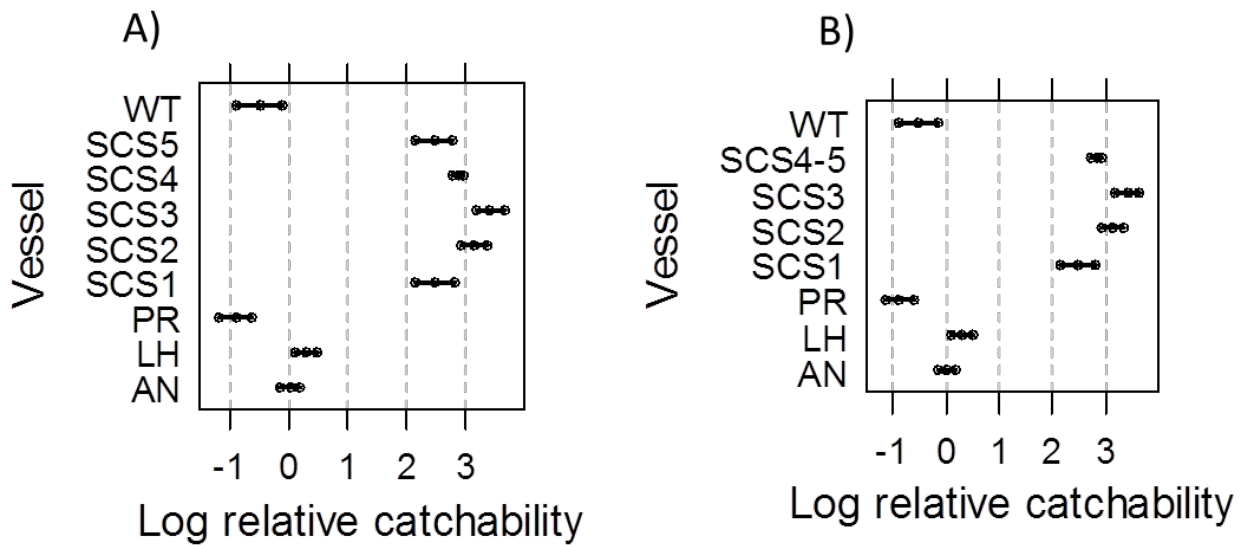 A)
Vessel
WT
SCS5
SCS4
SCS3
SCS2
SCS1
PR
LH
AN
-1 0 1 2 3
Log relative catchability
B)
Vessel
WT
SCS4-5
SCS3
SCS2
SCS1
PR
LH
AN
-1 0 1 2 3
Log relative catchability